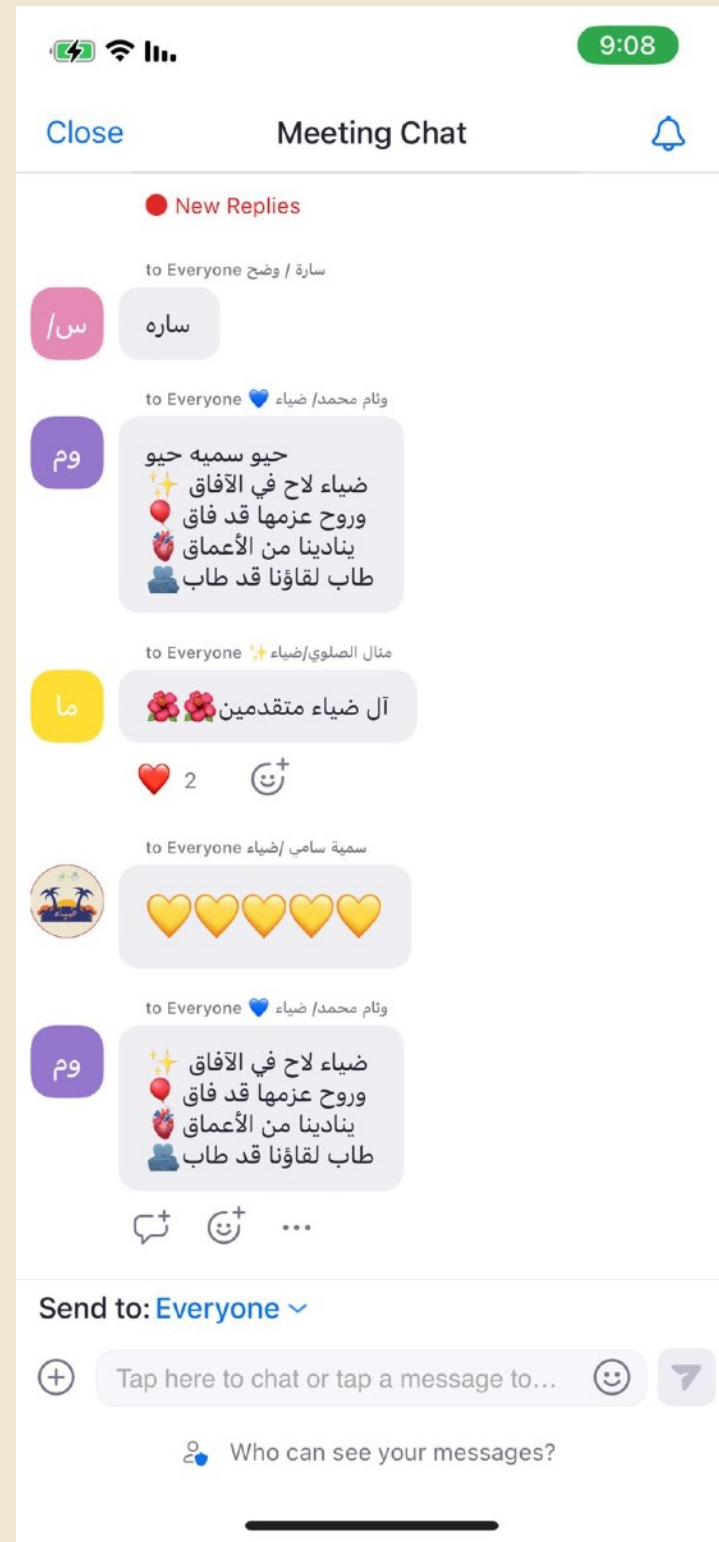 9:08
Close
Meeting Chat
New Replies
سارة / وضح to Everyone
س/
ساره
وئام محمد/ ضياء 💙 to Everyone
وم
حيو سميه حيو
ضياء لاح في الآفاق ✨
وروح عزمها قد فاق 🎈
ينادينا من الأعماق 🫀
طاب لقاؤنا قد طاب 🫂
منال الصلوي/ضياء ✨ to Everyone
ما
آل ضياء متقدمين🌺🌺
❤️ 2
سمية سامي /ضياء to Everyone
💛💛💛💛💛
وئام محمد/ ضياء 💙 to Everyone
وم
ضياء لاح في الآفاق ✨
وروح عزمها قد فاق 🎈
ينادينا من الأعماق 🫀
طاب لقاؤنا قد طاب 🫂
Send to: Everyone
Tap here to chat or tap a message to...
Who can see your messages?